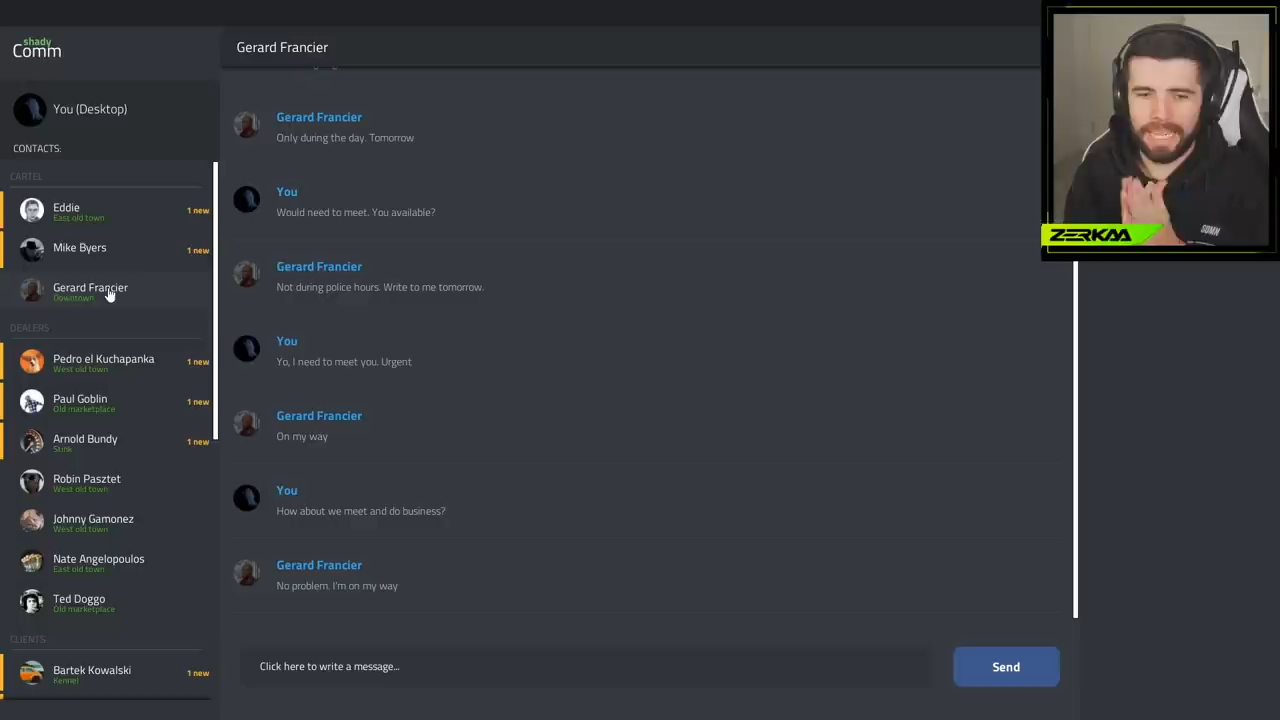 shady
Comm
You (Desktop)
CONTACTS:
CARTEL
Eddie
East old town
1 new
Mike Byers
1 new
Gerard Francier
Downtown
DEALERS
Pedro el Kuchapanka
West old town
1 new
Paul Goblin
Old marketplace
1 new
Arnold Bundy
Stink
1 new
Robin Pasztet
West old town
Johnny Gamonez
West old town
Nate Angelopoulos
East old town
Ted Doggo
Old marketplace
CLIENTS
Bartek Kowalski
Kennel
1 new
Gerard Francier
Gerard Francier
Only during the day. Tomorrow
You
Would need to meet. You available?
Gerard Francier
Not during police hours. Write to me tomorrow.
You
Yo, I need to meet you. Urgent
Gerard Francier
On my way
You
How about we meet and do business?
Gerard Francier
No problem. I'm on my way
Click here to write a message...
Send
ZERKAA
SDMN